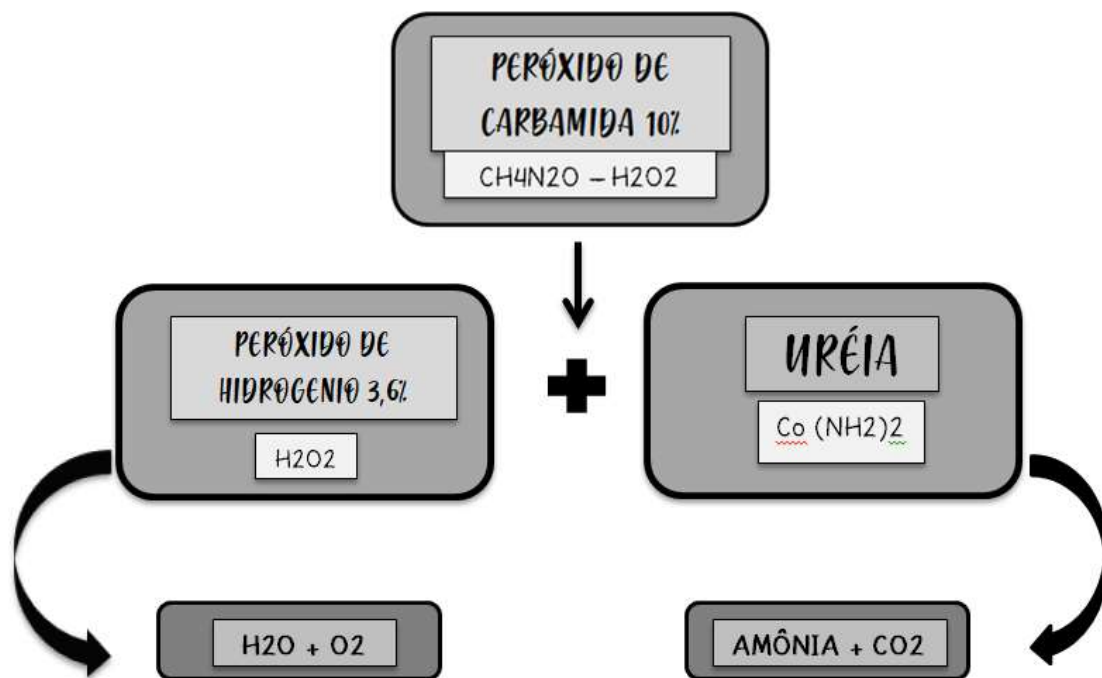 PERÓXIDO DE
CARBAMIDA 10%
CH4N2O – H2O2
PERÓXIDO DE
HIDROGENIO 3,6%
H2O2
URÉIA
Co (NH2)2
H2O + O2
AMÔNIA + CO2